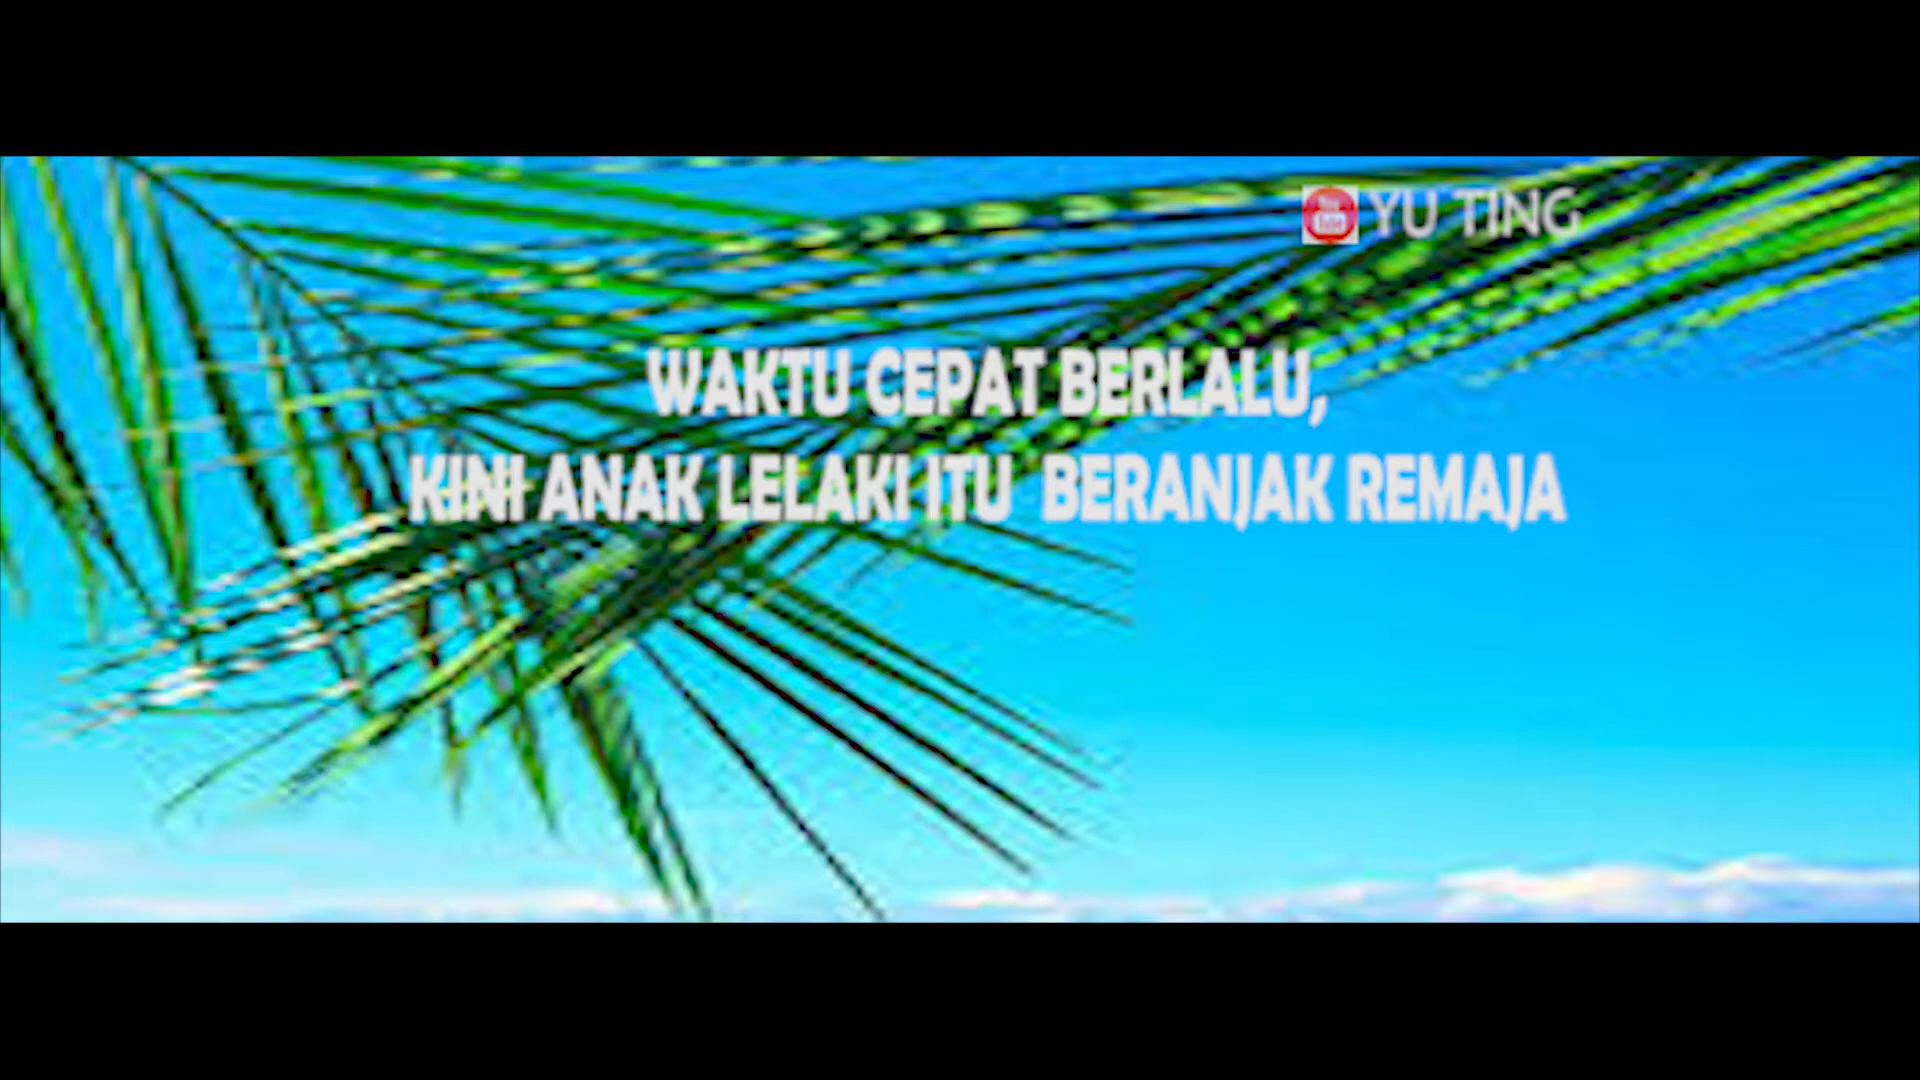 YU TING
WAKTU CEPAT BERLALU,
KINI ANAK LELAKI ITU BERANJAK REMAJA